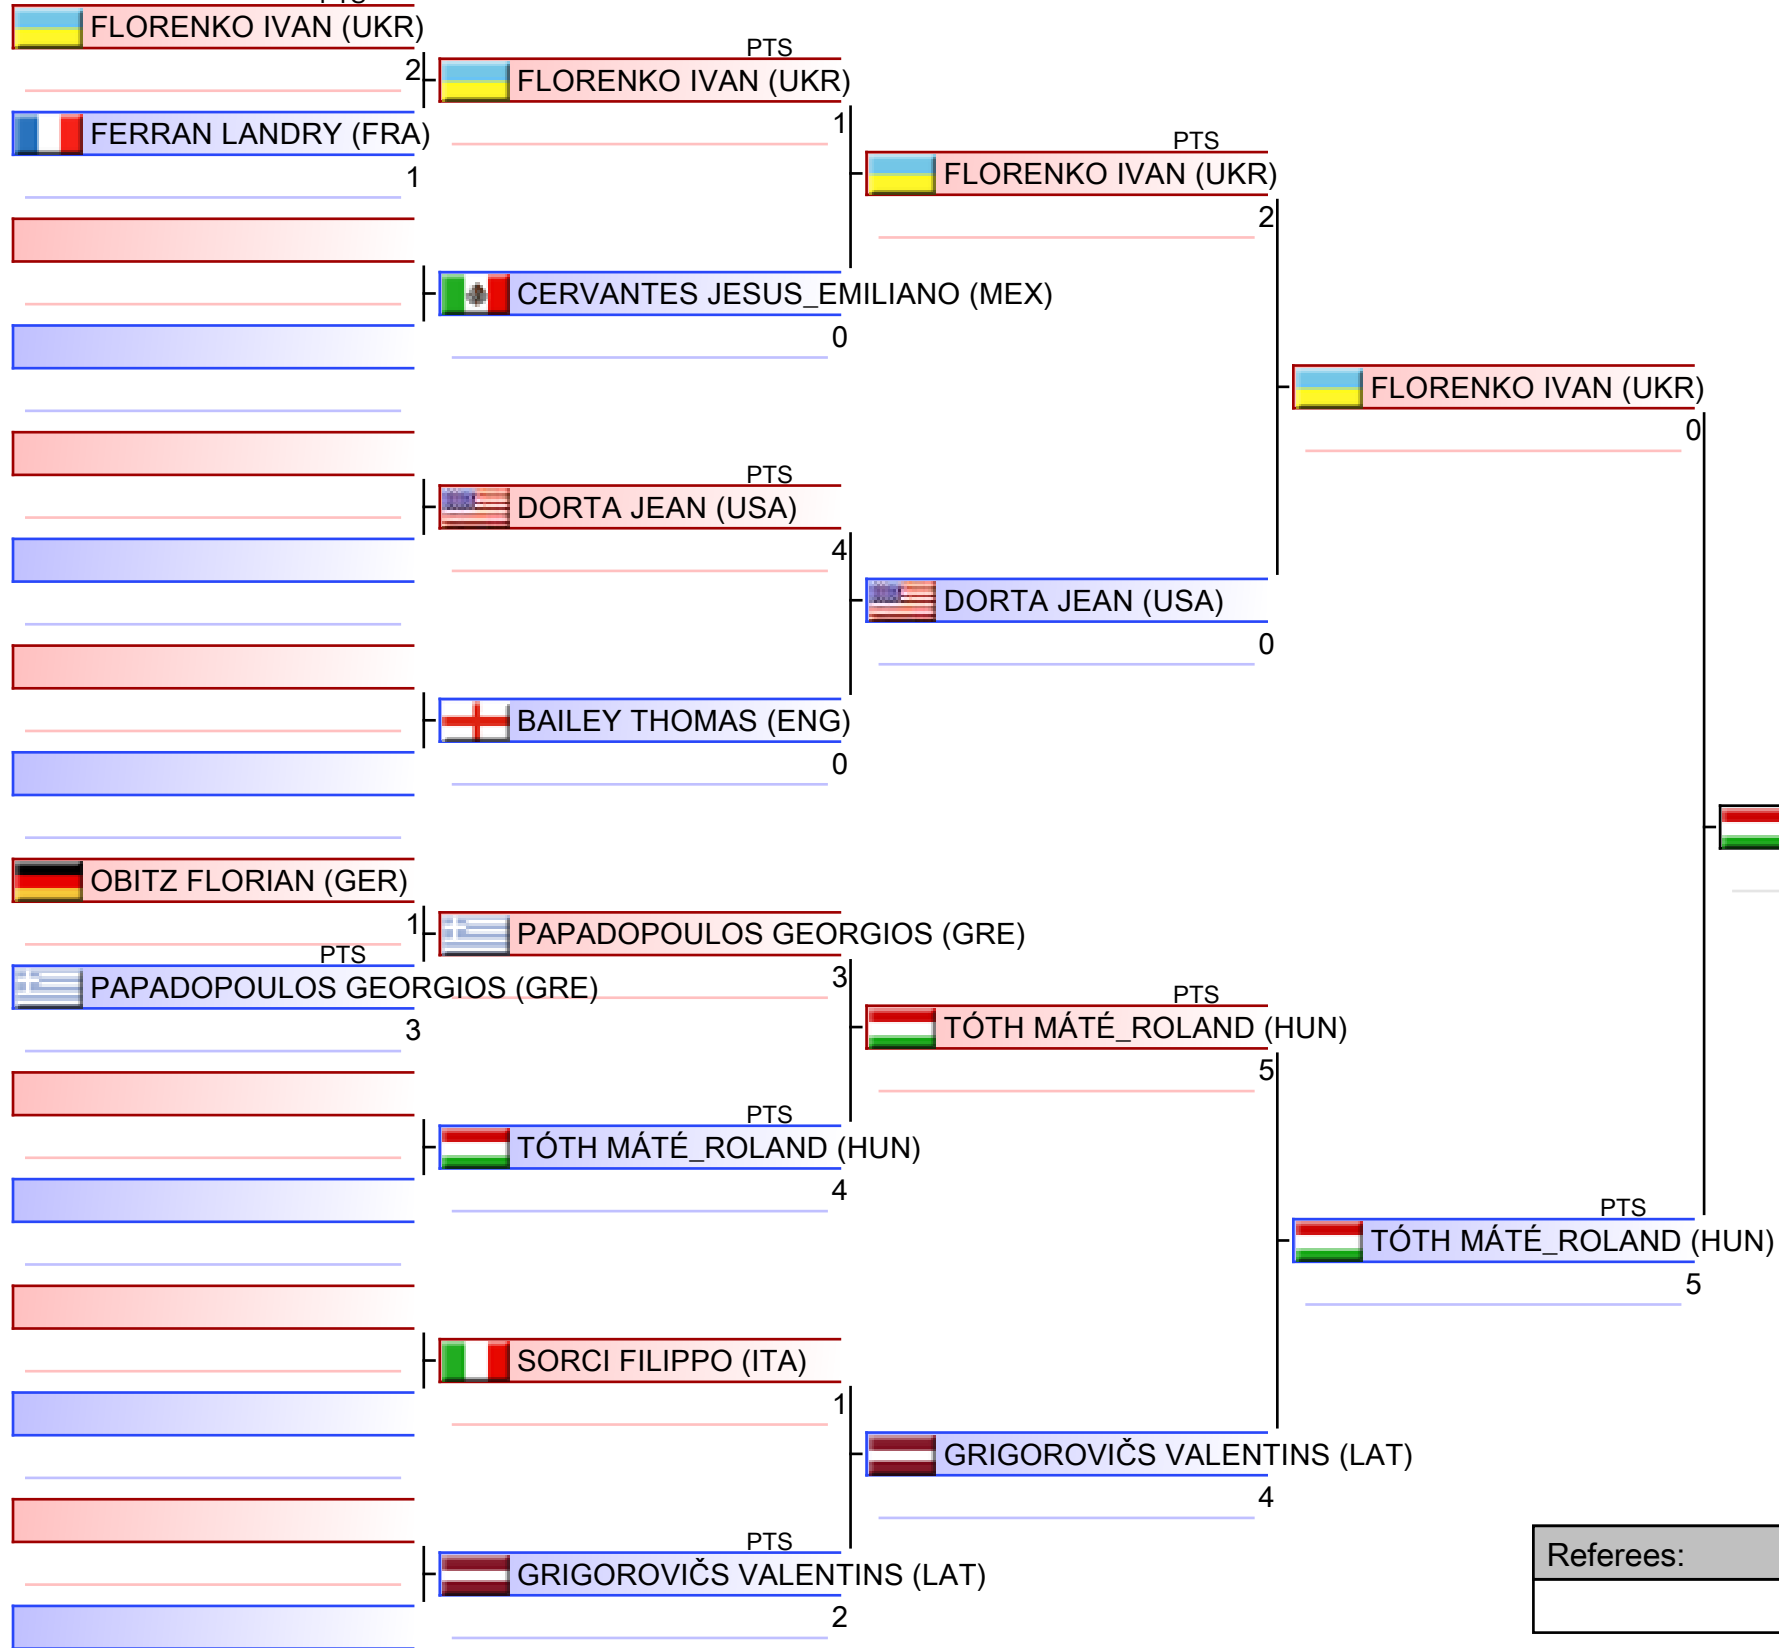 PTS
FLORENKO IVAN (UKR)
2
FERRAN LANDRY (FRA)
1
OBITZ FLORIAN (GER)
1
PTS
PAPADOPOULOS GEORGIOS (GRE)
3
PTS
FLORENKO IVAN (UKR)
1
CERVANTES JESUS_EMILIANO (MEX)
0
PTS
DORTA JEAN (USA)
4
BAILEY THOMAS (ENG)
0
PAPADOPOULOS GEORGIOS (GRE)
3
PTS
TÓTH MÁTÉ_ROLAND (HUN)
4
SORCI FILIPPO (ITA)
1
PTS
GRIGOROVIČS VALENTINS (LAT)
2
PTS
FLORENKO IVAN (UKR)
2
DORTA JEAN (USA)
0
PTS
TÓTH MÁTÉ_ROLAND (HUN)
5
GRIGOROVIČS VALENTINS (LAT)
4
FLORENKO IVAN (UKR)
0
PTS
TÓTH MÁTÉ_ROLAND (HUN)
5
Referees: